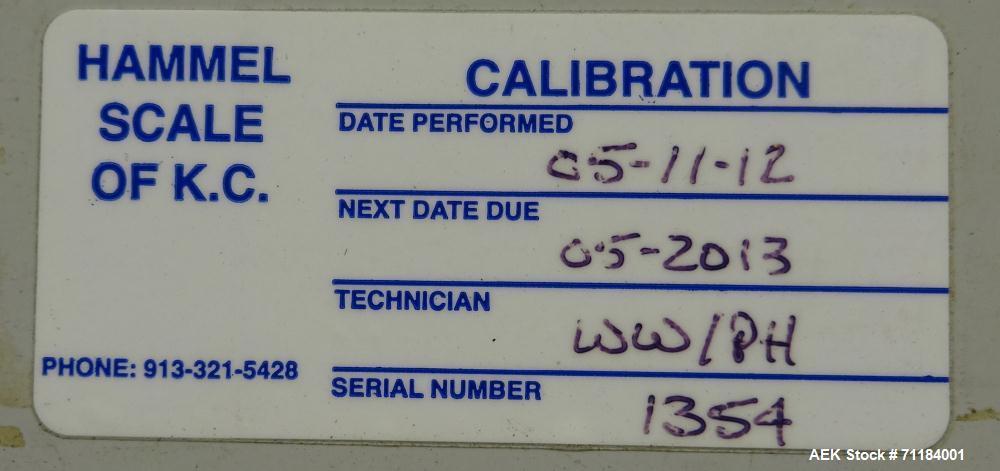 HAMMEL
SCALE
OF K.C.
PHONE: 913-321-5428
CALIBRATION
DATE PERFORMED
05-11-12
NEXT DATE DUE
05-2013
TECHNICIAN
WW/PH
SERIAL NUMBER
1354
AEK Stock # 71184001